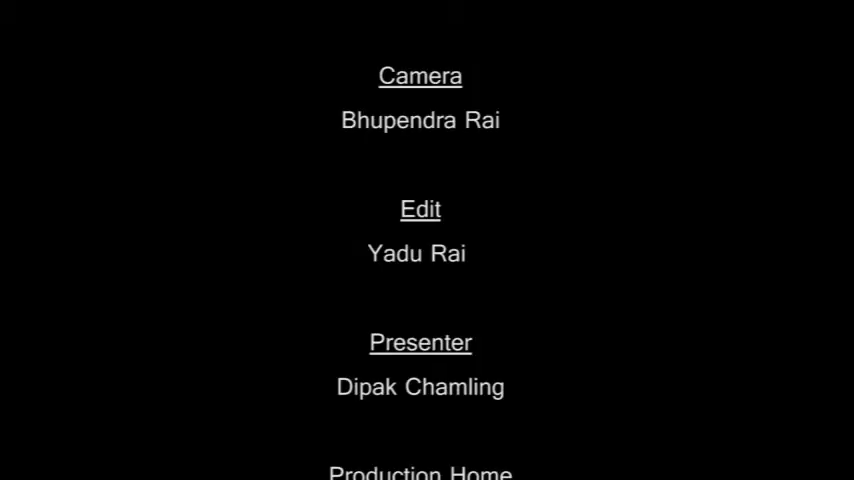 Camera
Bhupendra Rai
Edit
Yadu Rai
Presenter
Dipak Chamling
Production Home